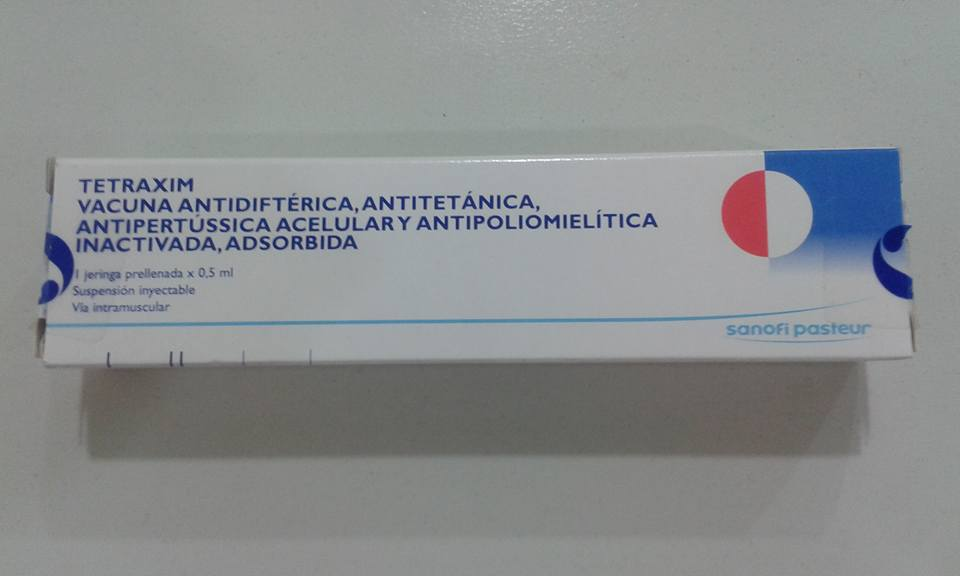 TETRAXIM
VACUNA ANTIDIFTÉRICA, ANTITETÁNICA,
ANTIPERTÚSSICA ACELULAR Y ANTIPOLIOMIELÍTICA
INACTIVADA, ADSORBIDA
1 jeringa prellenada x 0,5 ml
Suspensión inyectable
Vía intramuscular
sanofi pasteur